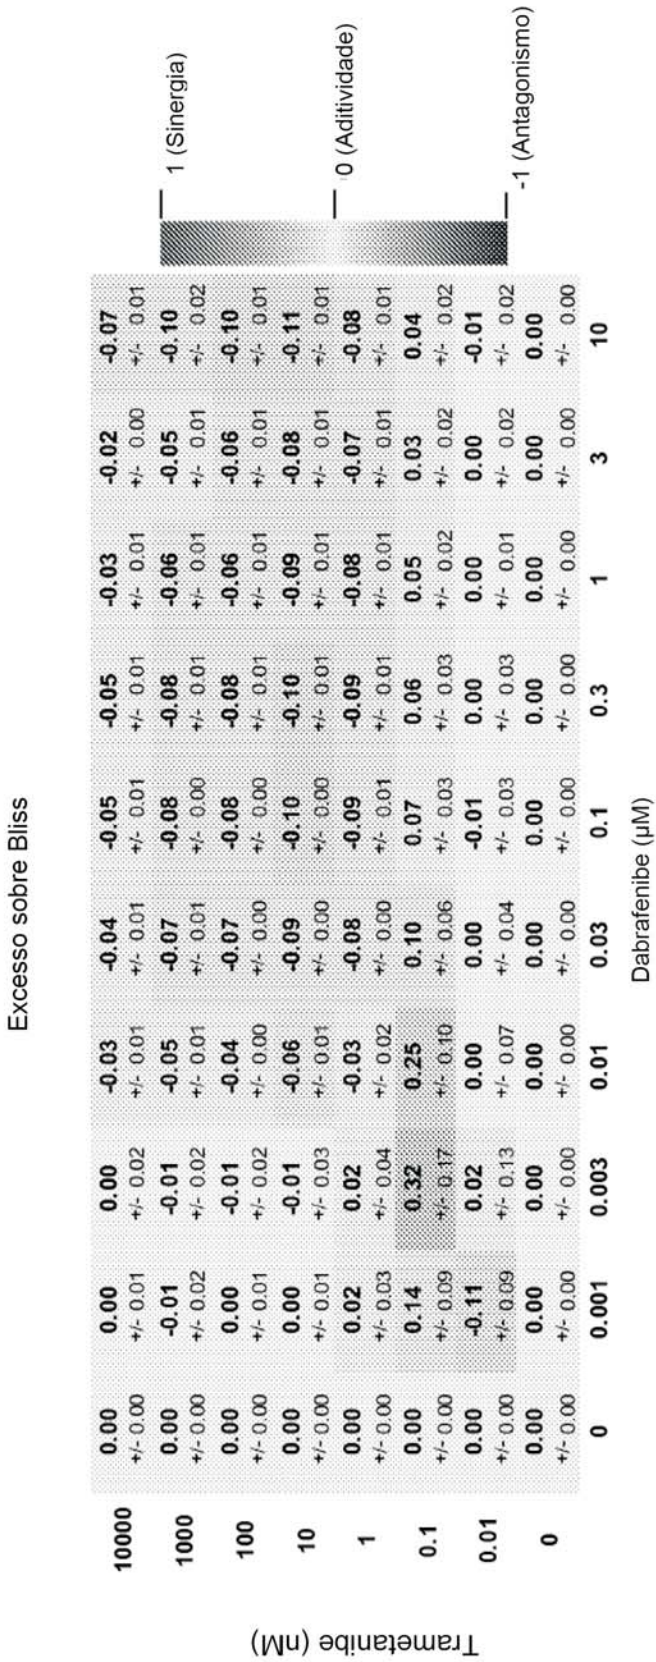 Excesso sobre Bliss
Trametanibe (nM)
10000 0.00 0.00 0.00 -0.03 -0.04 -0.05 -0.05 -0.03 -0.02 -0.07
+/- 0.00 +/- 0.01 +/- 0.02 +/- 0.01 +/- 0.01 +/- 0.01 +/- 0.01 +/- 0.01 +/- 0.00 +/- 0.01
1000 0.00 -0.01 -0.01 -0.05 -0.07 -0.08 -0.08 -0.06 -0.05 -0.10
+/- 0.00 +/- 0.02 +/- 0.02 +/- 0.01 +/- 0.01 +/- 0.00 +/- 0.01 +/- 0.01 +/- 0.01 +/- 0.02
100 0.00 0.00 -0.01 -0.04 -0.07 -0.08 -0.08 -0.06 -0.06 -0.10
+/- 0.00 +/- 0.01 +/- 0.02 +/- 0.00 +/- 0.00 +/- 0.00 +/- 0.01 +/- 0.01 +/- 0.01 +/- 0.01
10 0.00 0.00 -0.01 -0.06 -0.09 -0.10 -0.10 -0.09 -0.08 -0.11
+/- 0.00 +/- 0.01 +/- 0.03 +/- 0.01 +/- 0.00 +/- 0.00 +/- 0.01 +/- 0.01 +/- 0.01 +/- 0.01
1 0.00 0.02 0.02 -0.03 -0.08 -0.09 -0.09 -0.08 -0.07 -0.08
+/- 0.00 +/- 0.03 +/- 0.04 +/- 0.02 +/- 0.00 +/- 0.01 +/- 0.01 +/- 0.01 +/- 0.01 +/- 0.01
0.1 0.00 0.14 0.32 0.25 0.10 0.07 0.06 0.05 0.03 0.04
+/- 0.00 +/- 0.09 +/- 0.17 +/- 0.10 +/- 0.06 +/- 0.03 +/- 0.03 +/- 0.02 +/- 0.02 +/- 0.02
0.01 0.00 -0.11 0.02 0.00 0.00 -0.01 0.00 0.00 0.00 -0.01
+/- 0.00 +/- 0.09 +/- 0.13 +/- 0.07 +/- 0.04 +/- 0.03 +/- 0.03 +/- 0.01 +/- 0.02 +/- 0.02
0 0.00 0.00 0.00 0.00 0.00 0.00 0.00 0.00 0.00 0.00
+/- 0.00 +/- 0.00 +/- 0.00 +/- 0.00 +/- 0.00 +/- 0.00 +/- 0.00 +/- 0.00 +/- 0.00 +/- 0.00
0 0.001 0.003 0.01 0.03 0.1 0.3 1 3 10
Dabrafenibe (µM)
1 (Sinergia)
0 (Aditividade)
-1 (Antagonismo)